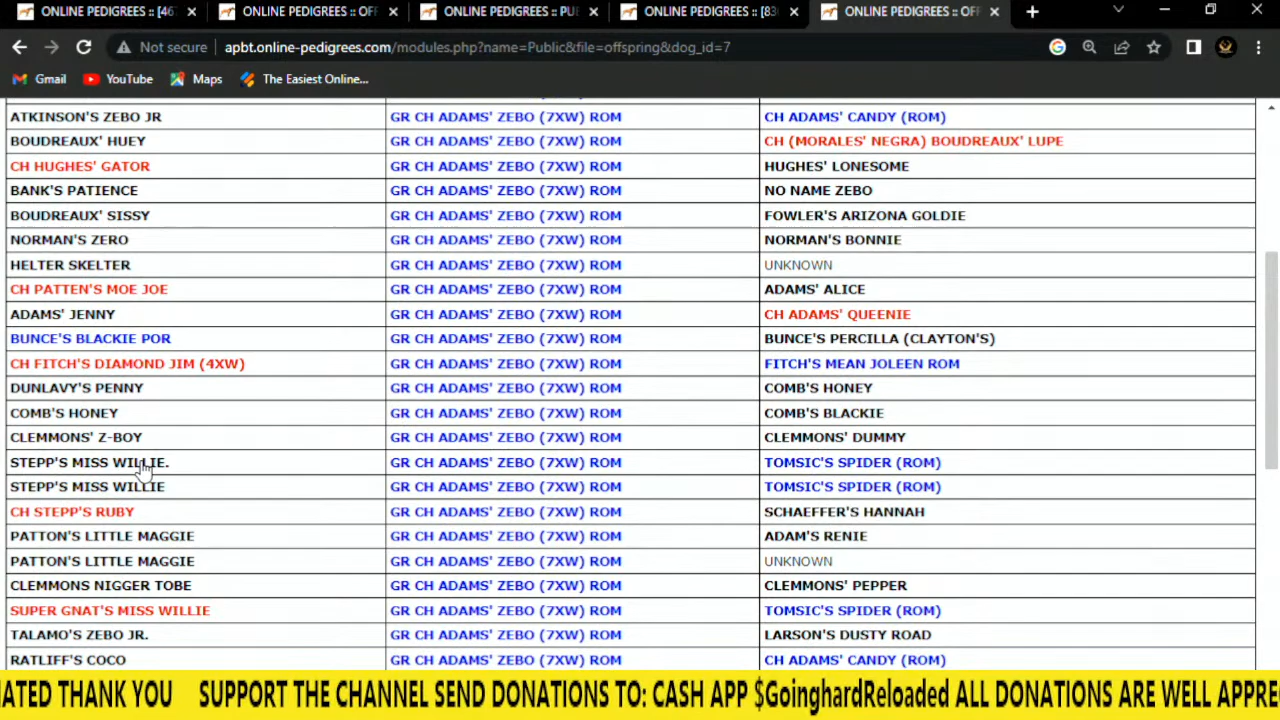 ONLINE PEDIGREES :: [467 ONLINE PEDIGREES :: OFF ONLINE PEDIGREES :: PUB ONLINE PEDIGREES :: [836 ONLINE PEDIGREES :: OFF
Not secure apbt.online-pedigrees.com/modules.php?name=Public&file=offspring&dog_id=7
Gmail YouTube Maps The Easiest Online...
ATKINSON'S ZEBO JR GR CH ADAMS' ZEBO (7XW) ROM CH ADAMS' CANDY (ROM)
BOUDREAUX' HUEY GR CH ADAMS' ZEBO (7XW) ROM CH (MORALES' NEGRA) BOUDREAUX' LUPE
CH HUGHES' GATOR GR CH ADAMS' ZEBO (7XW) ROM HUGHES' LONESOME
BANK'S PATIENCE GR CH ADAMS' ZEBO (7XW) ROM NO NAME ZEBO
BOUDREAUX' SISSY GR CH ADAMS' ZEBO (7XW) ROM FOWLER'S ARIZONA GOLDIE
NORMAN'S ZERO GR CH ADAMS' ZEBO (7XW) ROM NORMAN'S BONNIE
HELTER SKELTER GR CH ADAMS' ZEBO (7XW) ROM UNKNOWN
CH PATTEN'S MOE JOE GR CH ADAMS' ZEBO (7XW) ROM ADAMS' ALICE
ADAMS' JENNY GR CH ADAMS' ZEBO (7XW) ROM CH ADAMS' QUEENIE
BUNCE'S BLACKIE POR GR CH ADAMS' ZEBO (7XW) ROM BUNCE'S PERCILLA (CLAYTON'S)
CH FITCH'S DIAMOND JIM (4XW) GR CH ADAMS' ZEBO (7XW) ROM FITCH'S MEAN JOLEEN ROM
DUNLAVY'S PENNY GR CH ADAMS' ZEBO (7XW) ROM COMB'S HONEY
COMB'S HONEY GR CH ADAMS' ZEBO (7XW) ROM COMB'S BLACKIE
CLEMMONS' Z-BOY GR CH ADAMS' ZEBO (7XW) ROM CLEMMONS' DUMMY
STEPP'S MISS WILLIE. GR CH ADAMS' ZEBO (7XW) ROM TOMSIC'S SPIDER (ROM)
STEPP'S MISS WILLIE GR CH ADAMS' ZEBO (7XW) ROM TOMSIC'S SPIDER (ROM)
CH STEPP'S RUBY GR CH ADAMS' ZEBO (7XW) ROM SCHAEFFER'S HANNAH
PATTON'S LITTLE MAGGIE GR CH ADAMS' ZEBO (7XW) ROM ADAM'S RENIE
PATTON'S LITTLE MAGGIE GR CH ADAMS' ZEBO (7XW) ROM UNKNOWN
CLEMMONS NIGGER TOBE GR CH ADAMS' ZEBO (7XW) ROM CLEMMONS' PEPPER
SUPER GNAT'S MISS WILLIE GR CH ADAMS' ZEBO (7XW) ROM TOMSIC'S SPIDER (ROM)
TALAMO'S ZEBO JR. GR CH ADAMS' ZEBO (7XW) ROM LARSON'S DUSTY ROAD
RATLIFF'S COCO GR CH ADAMS' ZEBO (7XW) ROM CH ADAMS' CANDY (ROM)
IATED THANK YOU SUPPORT THE CHANNEL SEND DONATIONS TO: CASH APP $GoinghardReloaded ALL DONATIONS ARE WELL APPRE